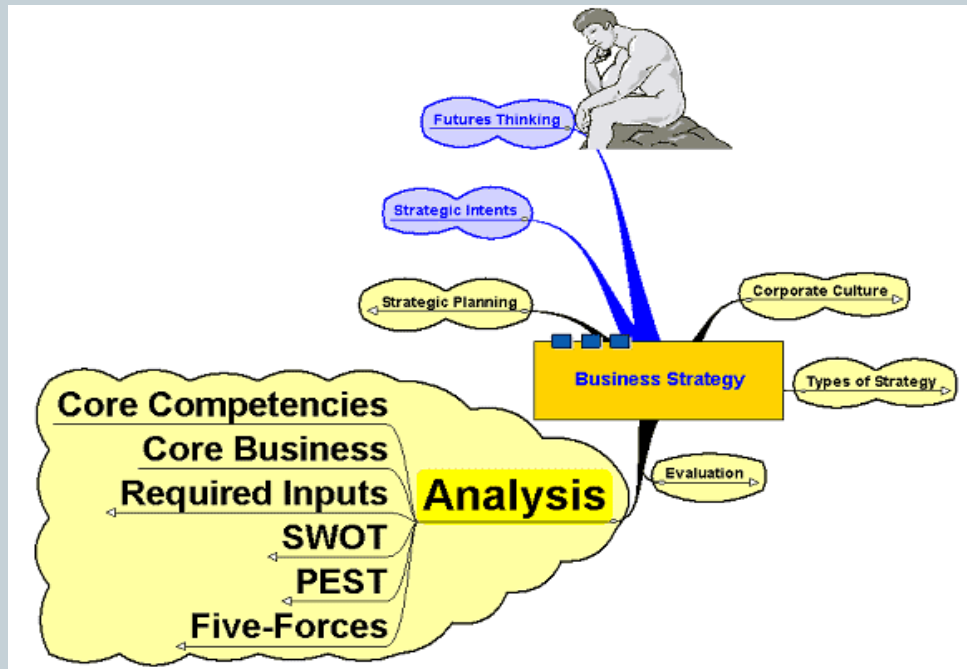 Futures Thinking
Strategic Intents
Strategic Planning
Corporate Culture
Business Strategy
Types of Strategy
Evaluation
Analysis
Core Competencies
Core Business
Required Inputs
SWOT
PEST
Five-Forces